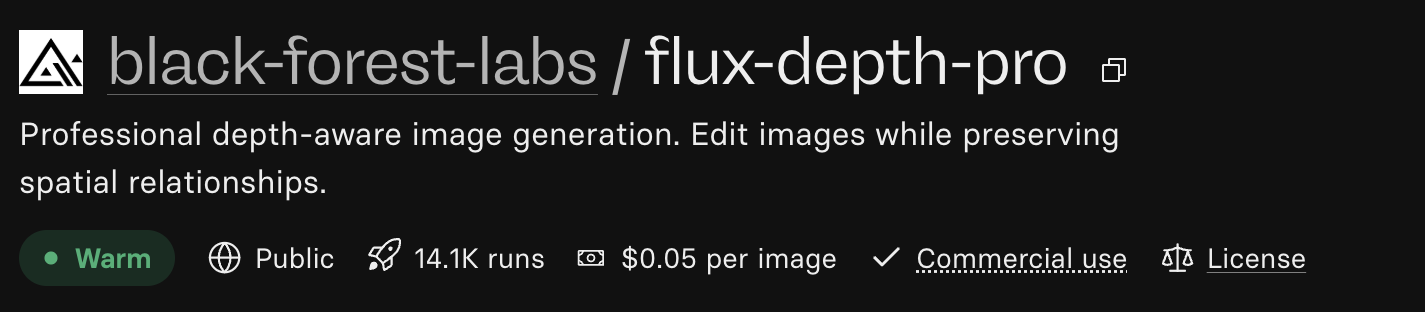 black-forest-labs / flux-depth-pro
Professional depth-aware image generation. Edit images while preserving
spatial relationships.
Warm Public 14.1K runs $0.05 per image Commercial use License